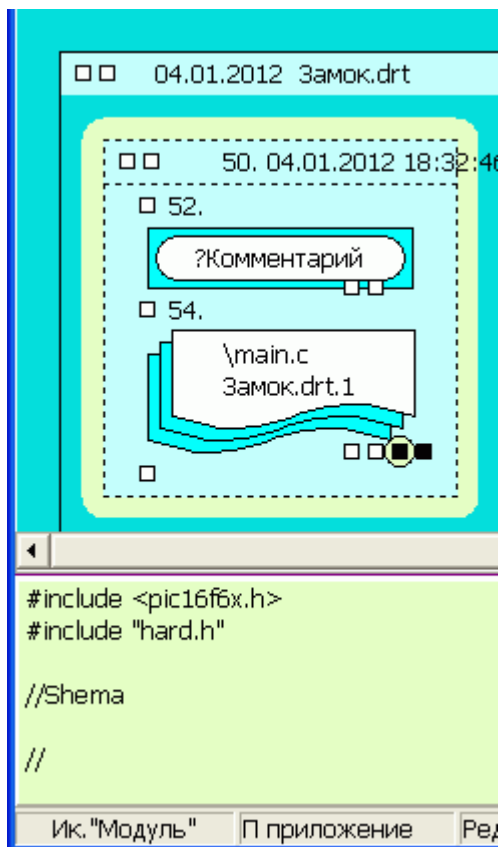 04.01.2012 Замок.drt
50. 04.01.2012 18:32:46
52.
?Комментарий
54.
\main.c
Замок.drt.1
#include <pic16f6x.h>
#include "hard.h"
//Shema
//
Ик."Модуль" П приложение Ред